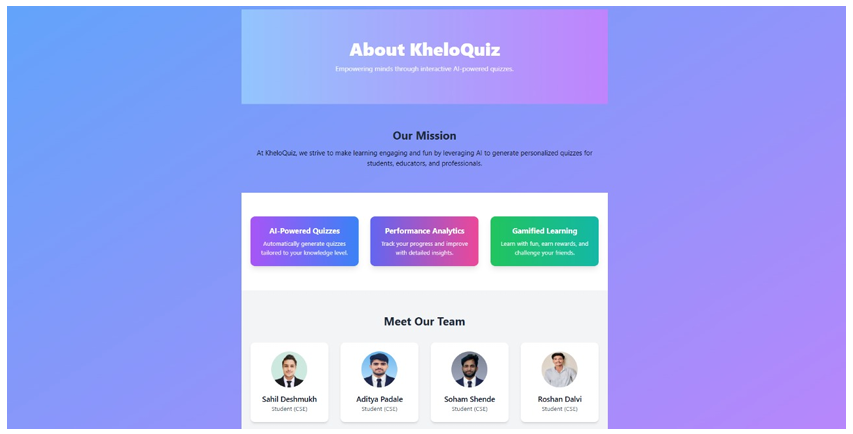 About KheloQuiz
Empowering minds through interactive AI-powered quizzes.
Our Mission
At KheloQuiz, we strive to make learning engaging and fun by leveraging AI to generate personalized quizzes for
students, educators, and professionals.
AI-Powered Quizzes
Automatically generate quizzes
tailored to your knowledge level.
Performance Analytics
Track your progress and improve
with detailed insights.
Gamified Learning
Learn with fun, earn rewards, and
challenge your friends.
Meet Our Team
Sahil Deshmukh
Student (CSE)
Aditya Padale
Student (CSE)
Soham Shende
Student (CSE)
Roshan Dalvi
Student (CSE)